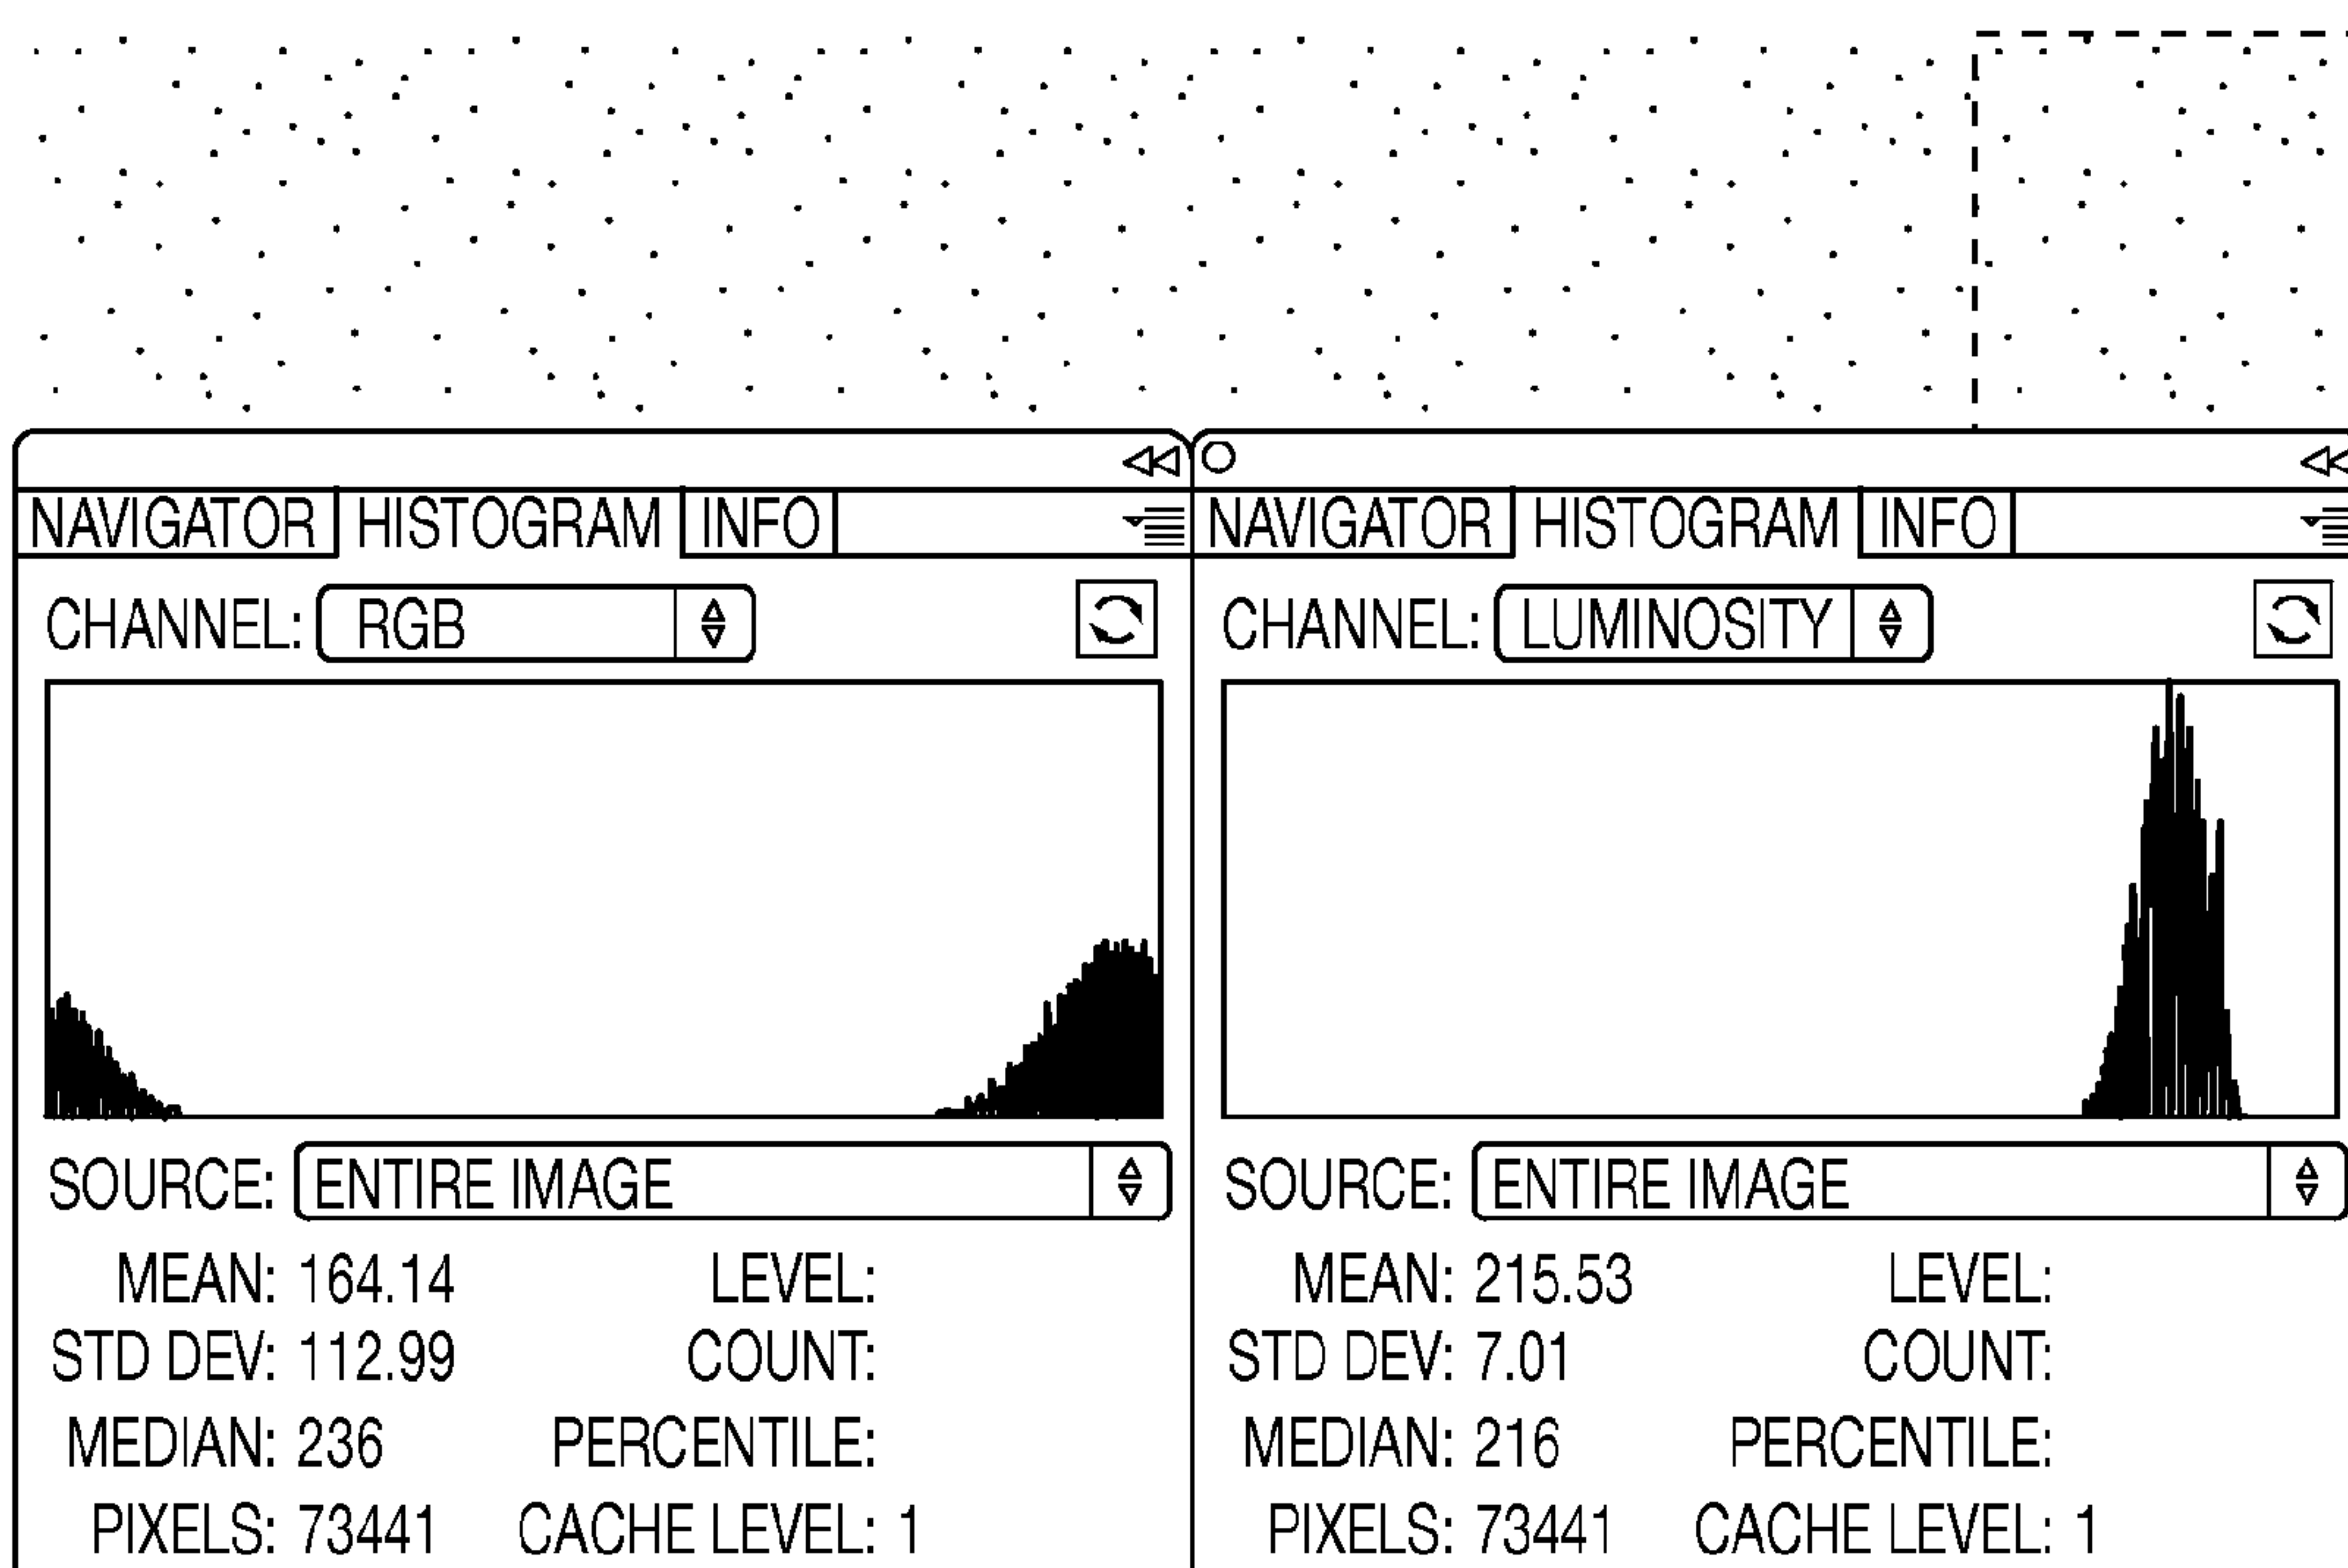 NAVIGATOR HISTOGRAM INFO
CHANNEL: RGB
SOURCE: ENTIRE IMAGE
MEAN: 164.14 LEVEL:
STD DEV: 112.99 COUNT:
MEDIAN: 236 PERCENTILE:
PIXELS: 73441 CACHE LEVEL: 1
NAVIGATOR HISTOGRAM INFO
CHANNEL: LUMINOSITY
SOURCE: ENTIRE IMAGE
MEAN: 215.53 LEVEL:
STD DEV: 7.01 COUNT:
MEDIAN: 216 PERCENTILE:
PIXELS: 73441 CACHE LEVEL: 1